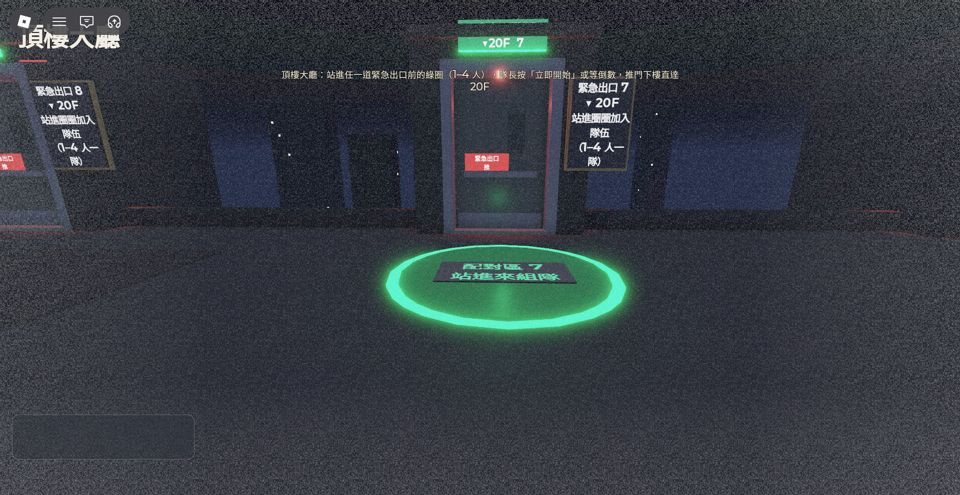 頂樓大廳
▼20F 7
頂樓大廳：站進任一道緊急出口前的綠圈（1–4 人），隊長按「立即開始」或等倒數，推門下樓直達
20F
緊急出口 8
▼ 20F
站進圈圈加入
隊伍
（1–4 人一
隊）
緊急出口 7
▼ 20F
站進圈圈加入
隊伍
（1–4 人一
隊）
急出口
推
緊急出口
推
配對區 7
站進來組隊